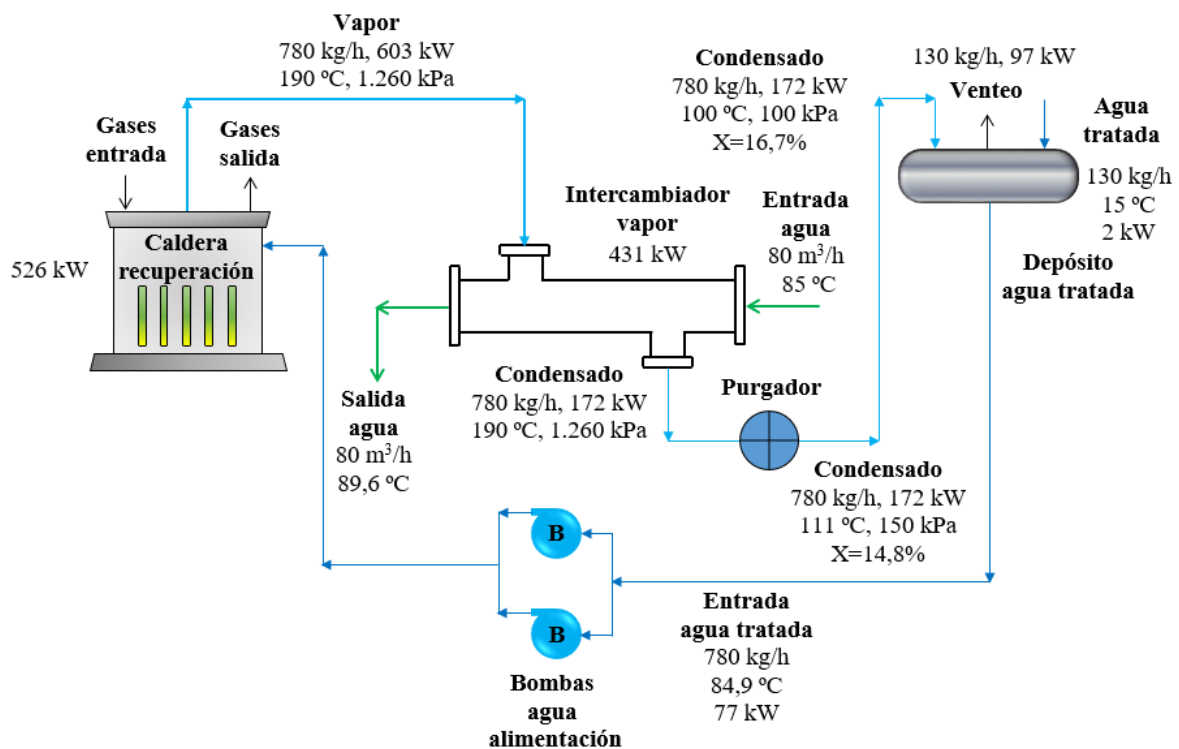 Vapor
780 kg/h, 603 kW
190 ºC, 1.260 kPa
Condensado
780 kg/h, 172 kW
100 ºC, 100 kPa
X=16,7%
130 kg/h, 97 kW
Venteo
Agua
tratada
130 kg/h
15 ºC
2 kW
Depósito
agua tratada
Gases
entrada
Gases
salida
Caldera
recuperación
526 kW
Intercambiador
vapor
431 kW
Entrada
agua
80 m³/h
85 ºC
Salida
agua
80 m³/h
89,6 ºC
Condensado
780 kg/h, 172 kW
190 ºC, 1.260 kPa
Purgador
Condensado
780 kg/h, 172 kW
111 ºC, 150 kPa
X=14,8%
B
B
Bombas
agua
alimentación
Entrada
agua tratada
780 kg/h
84,9 ºC
77 kW